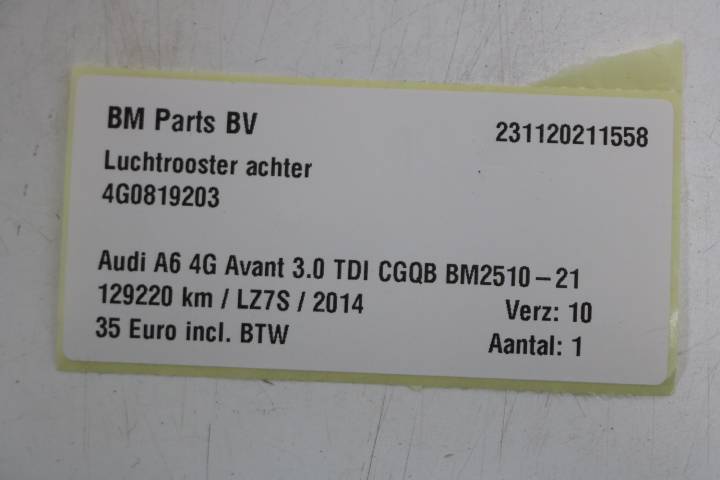 BM Parts BV 231120211558
Luchtrooster achter
4G0819203
Audi A6 4G Avant 3.0 TDI CGQB BM2510-21
129220 km / LZ7S / 2014 Verz: 10
35 Euro incl. BTW Aantal: 1